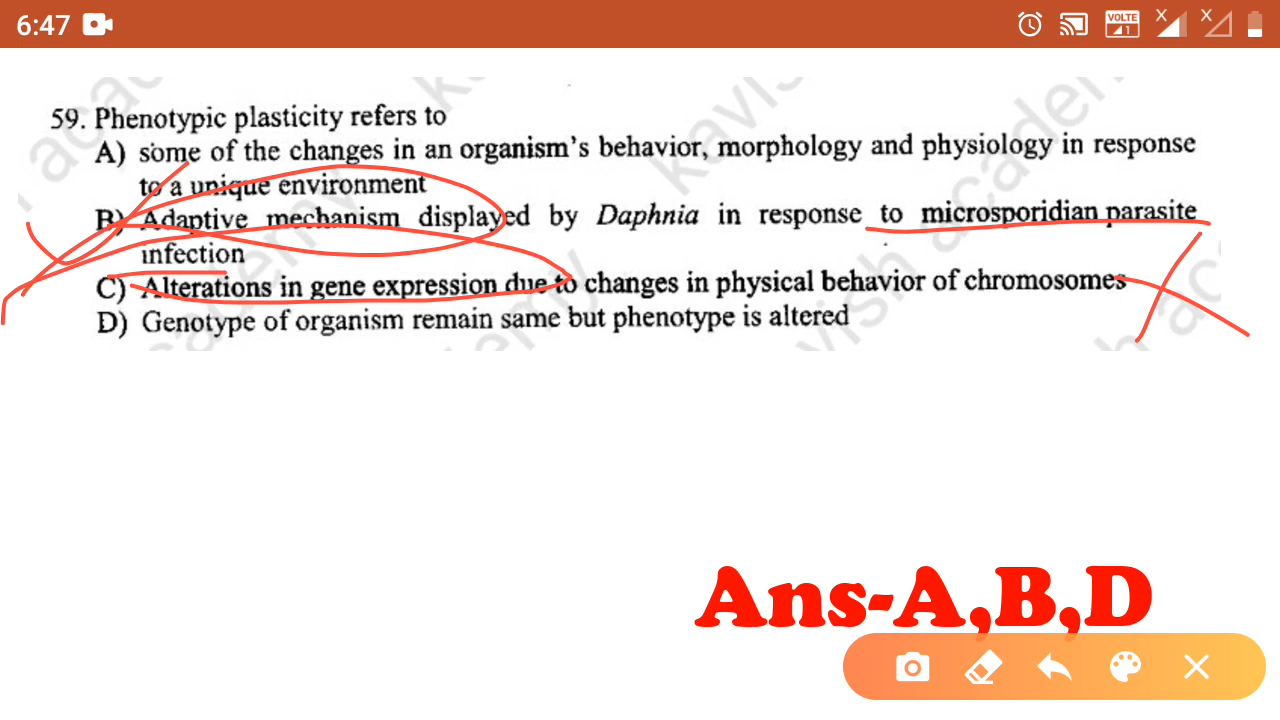 6:47
VOLTE
1
X
X
59. Phenotypic plasticity refers to
A) some of the changes in an organism's behavior, morphology and physiology in response
to a unique environment
B) Adaptive mechanism displayed by Daphnia in response to microsporidian parasite
infection
C) Alterations in gene expression due to changes in physical behavior of chromosomes
D) Genotype of organism remain same but phenotype is altered
Ans-A,B,D